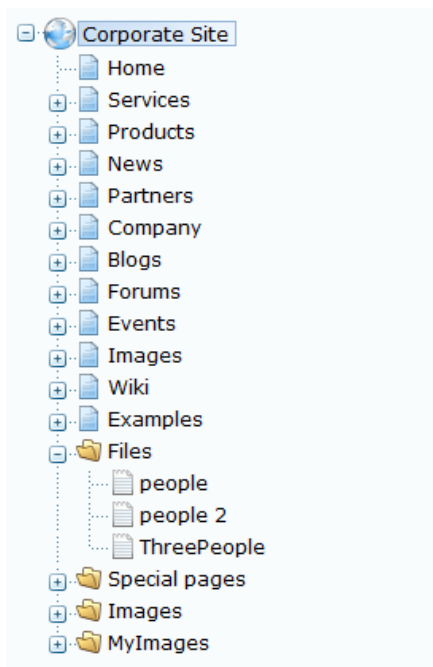 Corporate Site
Home
Services
Products
News
Partners
Company
Blogs
Forums
Events
Images
Wiki
Examples
Files
people
people 2
ThreePeople
Special pages
Images
MyImages